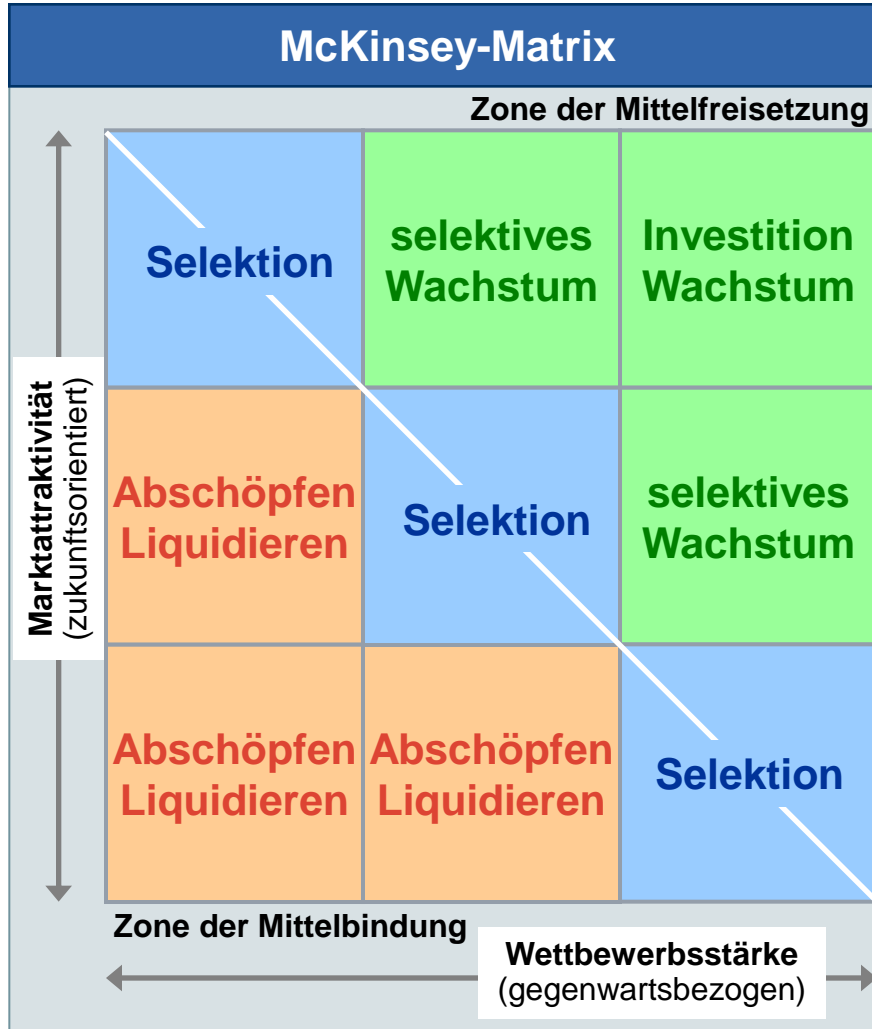 McKinsey-Matrix
Zone der Mittelfreisetzung
Selektion
selektives
Wachstum
Investition
Wachstum
Marktattraktivität
(zukunftsorientiert)
Abschöpfen
Liquidieren
Selektion
selektives
Wachstum
Abschöpfen
Liquidieren
Abschöpfen
Liquidieren
Selektion
Zone der Mittelbindung
Wettbewerbsstärke
(gegenwartsbezogen)